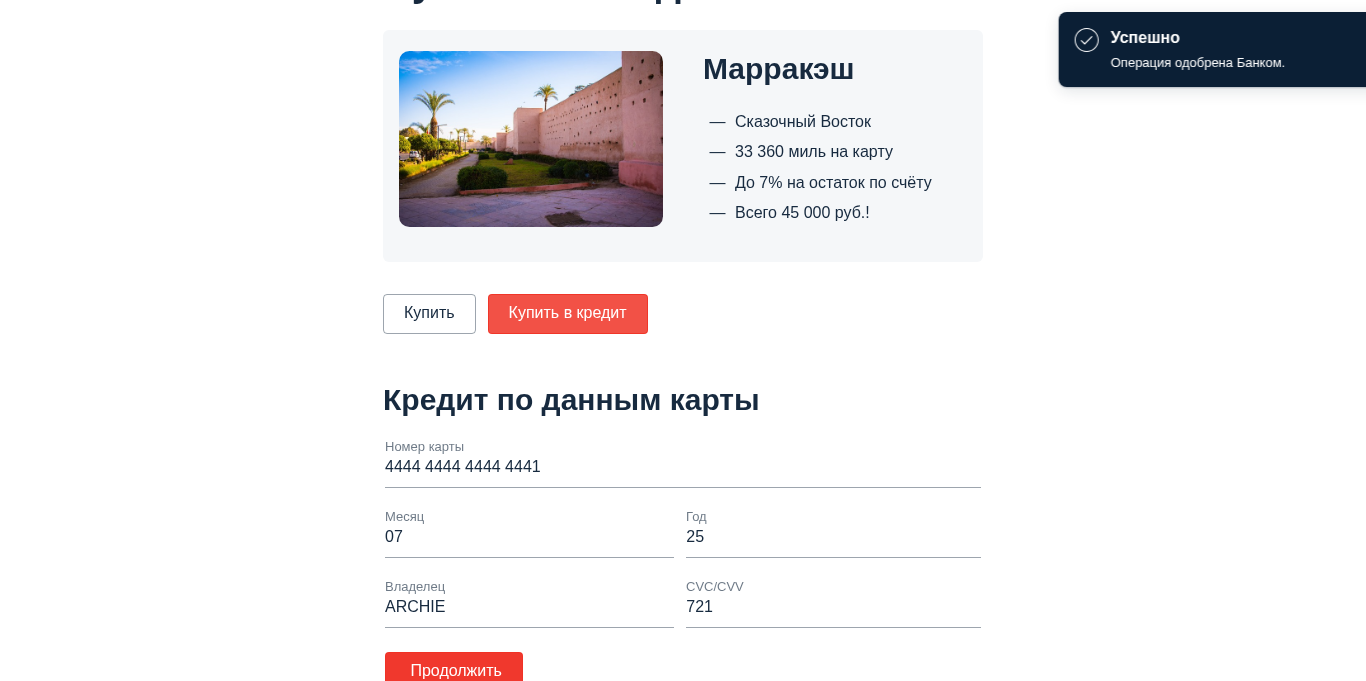 Марракэш
— Сказочный Восток
— 33 360 миль на карту
— До 7% на остаток по счёту
— Всего 45 000 руб.!
Успешно
Операция одобрена Банком.
Купить
Купить в кредит
Кредит по данным карты
Номер карты
4444 4444 4444 4441
Месяц
Год
07
25
Владелец
CVC/CVV
ARCHIE
721
Продолжить